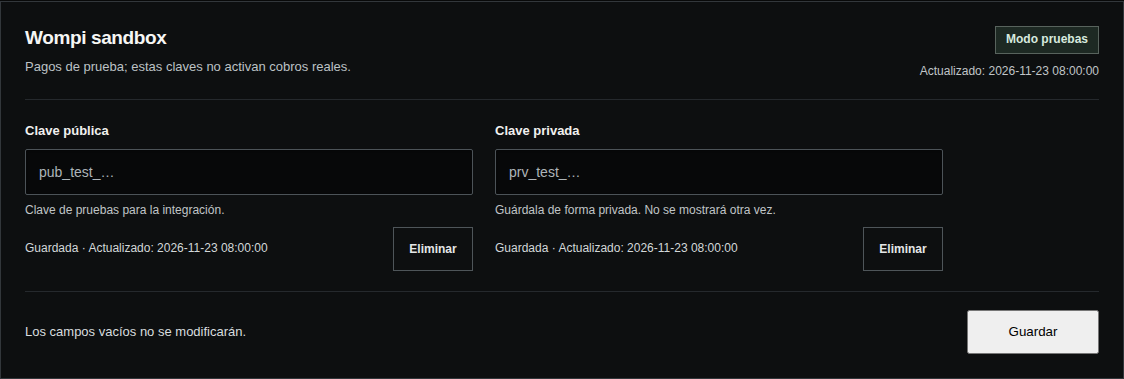 Wompi sandbox
Modo pruebas
Pagos de prueba; estas claves no activan cobros reales.
Actualizado: 2026-11-23 08:00:00
Clave pública
Clave privada
pub_test_…
prv_test_…
Clave de pruebas para la integración.
Guárdala de forma privada. No se mostrará otra vez.
Guardada · Actualizado: 2026-11-23 08:00:00
Eliminar
Guardada · Actualizado: 2026-11-23 08:00:00
Eliminar
Los campos vacíos no se modificarán.
Guardar